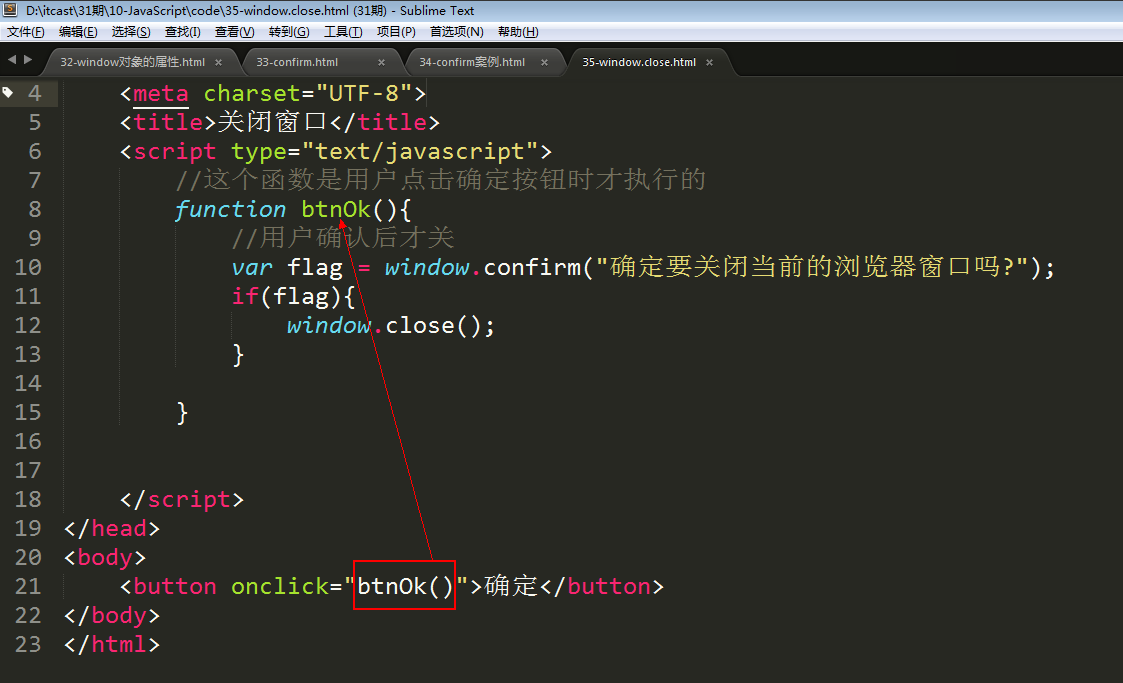 D:\itcast\31期\10-JavaScript\code\35-window.close.html (31期) - Sublime Text
文件(F) 编辑(E) 选择(S) 查找(I) 查看(V) 转到(G) 工具(T) 项目(P) 首选项(N) 帮助(H)
32-window对象的属性.html × 33-confirm.html × 34-confirm案例.html × 35-window.close.html ×
4 <meta charset="UTF-8">
5 <title>关闭窗口</title>
6 <script type="text/javascript">
7 //这个函数是用户点击确定按钮时才执行的
8 function btnOk(){
9 //用户确认后才关
10 var flag = window.confirm("确定要关闭当前的浏览器窗口吗?");
11 if(flag){
12 window.close();
13 }
14
15 }
16
17
18 </script>
19 </head>
20 <body>
21 <button onclick="btnOk()">确定</button>
22 </body>
23 </html>